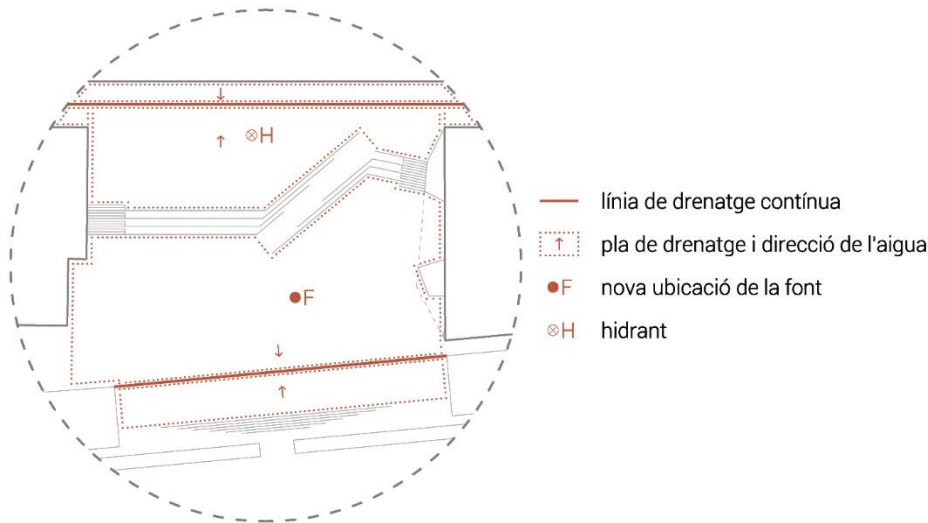 H
F
línia de drenatge contínua
pla de drenatge i direcció de l'aigua
F nova ubicació de la font
H hidrant